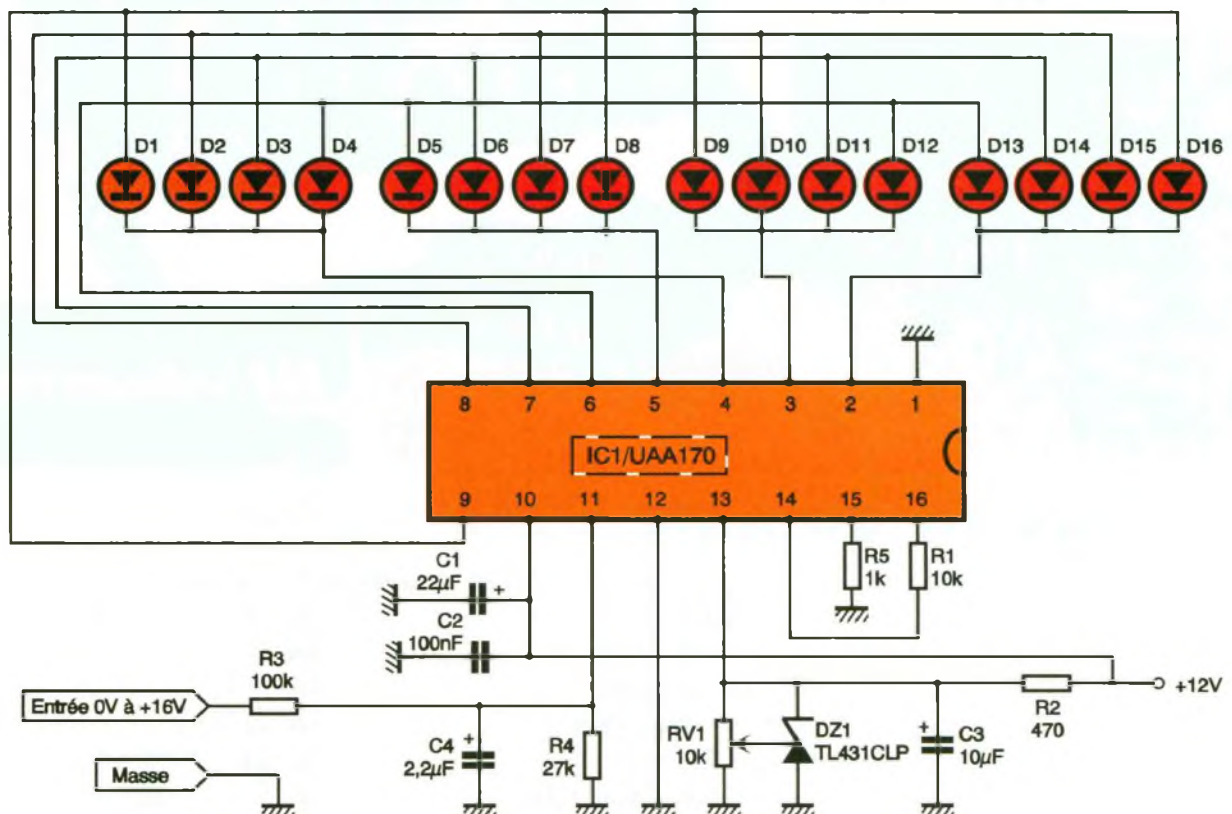 D1 D2 D3 D4 D5 D6 D7 D8 D9 D10 D11 D12 D13 D14 D15 D16
8 7 6 5 4 3 2 1
IC1/UAA170
9 10 11 12 13 14 15 16
C1
22µF
+
C2
100nF
R5
1k
R1
10k
R3
100k
Entrée 0V à +16V
Masse
+
C4
2,2µF
R4
27k
RV1
10k
DZ1
TL431CLP
+
C3
10µF
R2
470
+12V